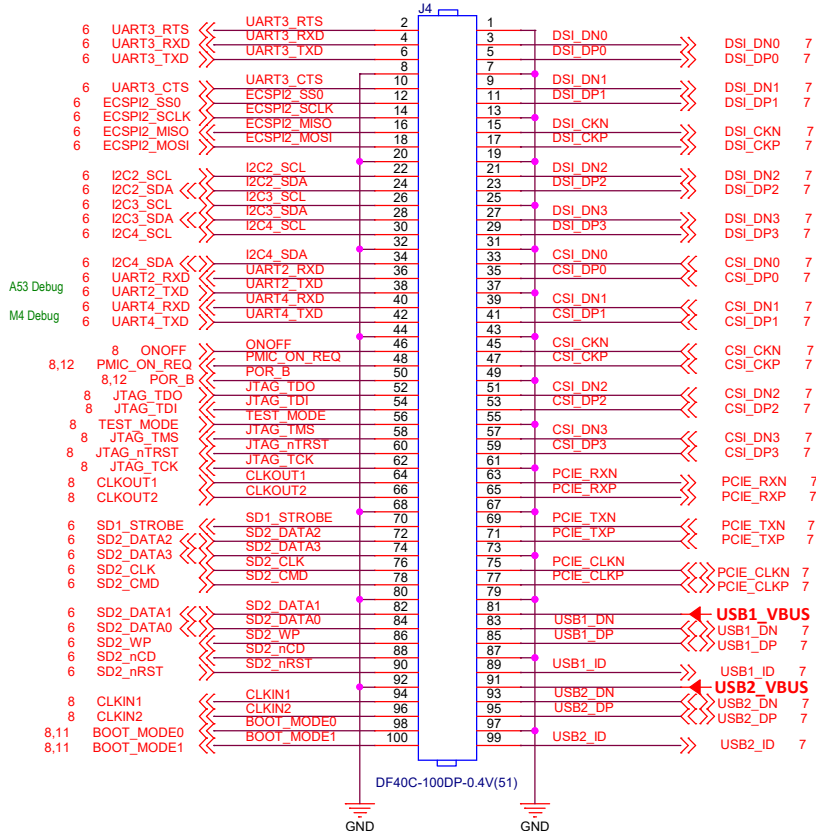 J4
6 UART3_RTS UART3_RTS 2 1
6 UART3_RXD UART3_RXD 4 3 DSI_DN0 DSI_DN0 7
6 UART3_TXD UART3_TXD 6 5 DSI_DP0 DSI_DP0 7
8 7
6 UART3_CTS UART3_CTS 10 9 DSI_DN1 DSI_DN1 7
6 ECSPI2_SS0 ECSPI2_SS0 12 11 DSI_DP1 DSI_DP1 7
6 ECSPI2_SCLK ECSPI2_SCLK 14 13
6 ECSPI2_MISO ECSPI2_MISO 16 15 DSI_CKN DSI_CKN 7
6 ECSPI2_MOSI ECSPI2_MOSI 18 17 DSI_CKP DSI_CKP 7
20 19
6 I2C2_SCL I2C2_SCL 22 21 DSI_DN2 DSI_DN2 7
6 I2C2_SDA I2C2_SDA 24 23 DSI_DP2 DSI_DP2 7
6 I2C3_SCL I2C3_SCL 26 25
6 I2C3_SDA I2C3_SDA 28 27 DSI_DN3 DSI_DN3 7
6 I2C4_SCL I2C4_SCL 30 29 DSI_DP3 DSI_DP3 7
32 31
6 I2C4_SDA I2C4_SDA 34 33 CSI_DN0 CSI_DN0 7
6 UART2_RXD UART2_RXD 36 35 CSI_DP0 CSI_DP0 7
A53 Debug
6 UART2_TXD UART2_TXD 38 37
6 UART4_RXD UART4_RXD 40 39 CSI_DN1 CSI_DN1 7
M4 Debug
6 UART4_TXD UART4_TXD 42 41 CSI_DP1 CSI_DP1 7
44 43
8 ONOFF ONOFF 46 45 CSI_CKN CSI_CKN 7
8,12 PMIC_ON_REQ PMIC_ON_REQ 48 47 CSI_CKP CSI_CKP 7
8,12 POR_B POR_B 50 49
8 JTAG_TDO JTAG_TDO 52 51 CSI_DN2 CSI_DN2 7
8 JTAG_TDI JTAG_TDI 54 53 CSI_DP2 CSI_DP2 7
8 TEST_MODE TEST_MODE 56 55
8 JTAG_TMS JTAG_TMS 58 57 CSI_DN3 CSI_DN3 7
8 JTAG_nTRST JTAG_nTRST 60 59 CSI_DP3 CSI_DP3 7
8 JTAG_TCK JTAG_TCK 62 61
8 CLKOUT1 CLKOUT1 64 63 PCIE_RXN PCIE_RXN 7
8 CLKOUT2 CLKOUT2 66 65 PCIE_RXP PCIE_RXP 7
68 67
6 SD1_STROBE SD1_STROBE 70 69 PCIE_TXN PCIE_TXN 7
6 SD2_DATA2 SD2_DATA2 72 71 PCIE_TXP PCIE_TXP 7
6 SD2_DATA3 SD2_DATA3 74 73
6 SD2_CLK SD2_CLK 76 75 PCIE_CLKN PCIE_CLKN 7
6 SD2_CMD SD2_CMD 78 77 PCIE_CLKP PCIE_CLKP 7
80 79
6 SD2_DATA1 SD2_DATA1 82 81 USB1_VBUS
6 SD2_DATA0 SD2_DATA0 84 83 USB1_DN USB1_DN 7
6 SD2_WP SD2_WP 86 85 USB1_DP USB1_DP 7
6 SD2_nCD SD2_nCD 88 87
6 SD2_nRST SD2_nRST 90 89 USB1_ID USB1_ID 7
92 91 USB2_VBUS
8 CLKIN1 CLKIN1 94 93 USB2_DN USB2_DN 7
8 CLKIN2 CLKIN2 96 95 USB2_DP USB2_DP 7
8,11 BOOT_MODE0 BOOT_MODE0 98 97
8,11 BOOT_MODE1 BOOT_MODE1 100 99 USB2_ID USB2_ID 7
DF40C-100DP-0.4V(51)
GND GND